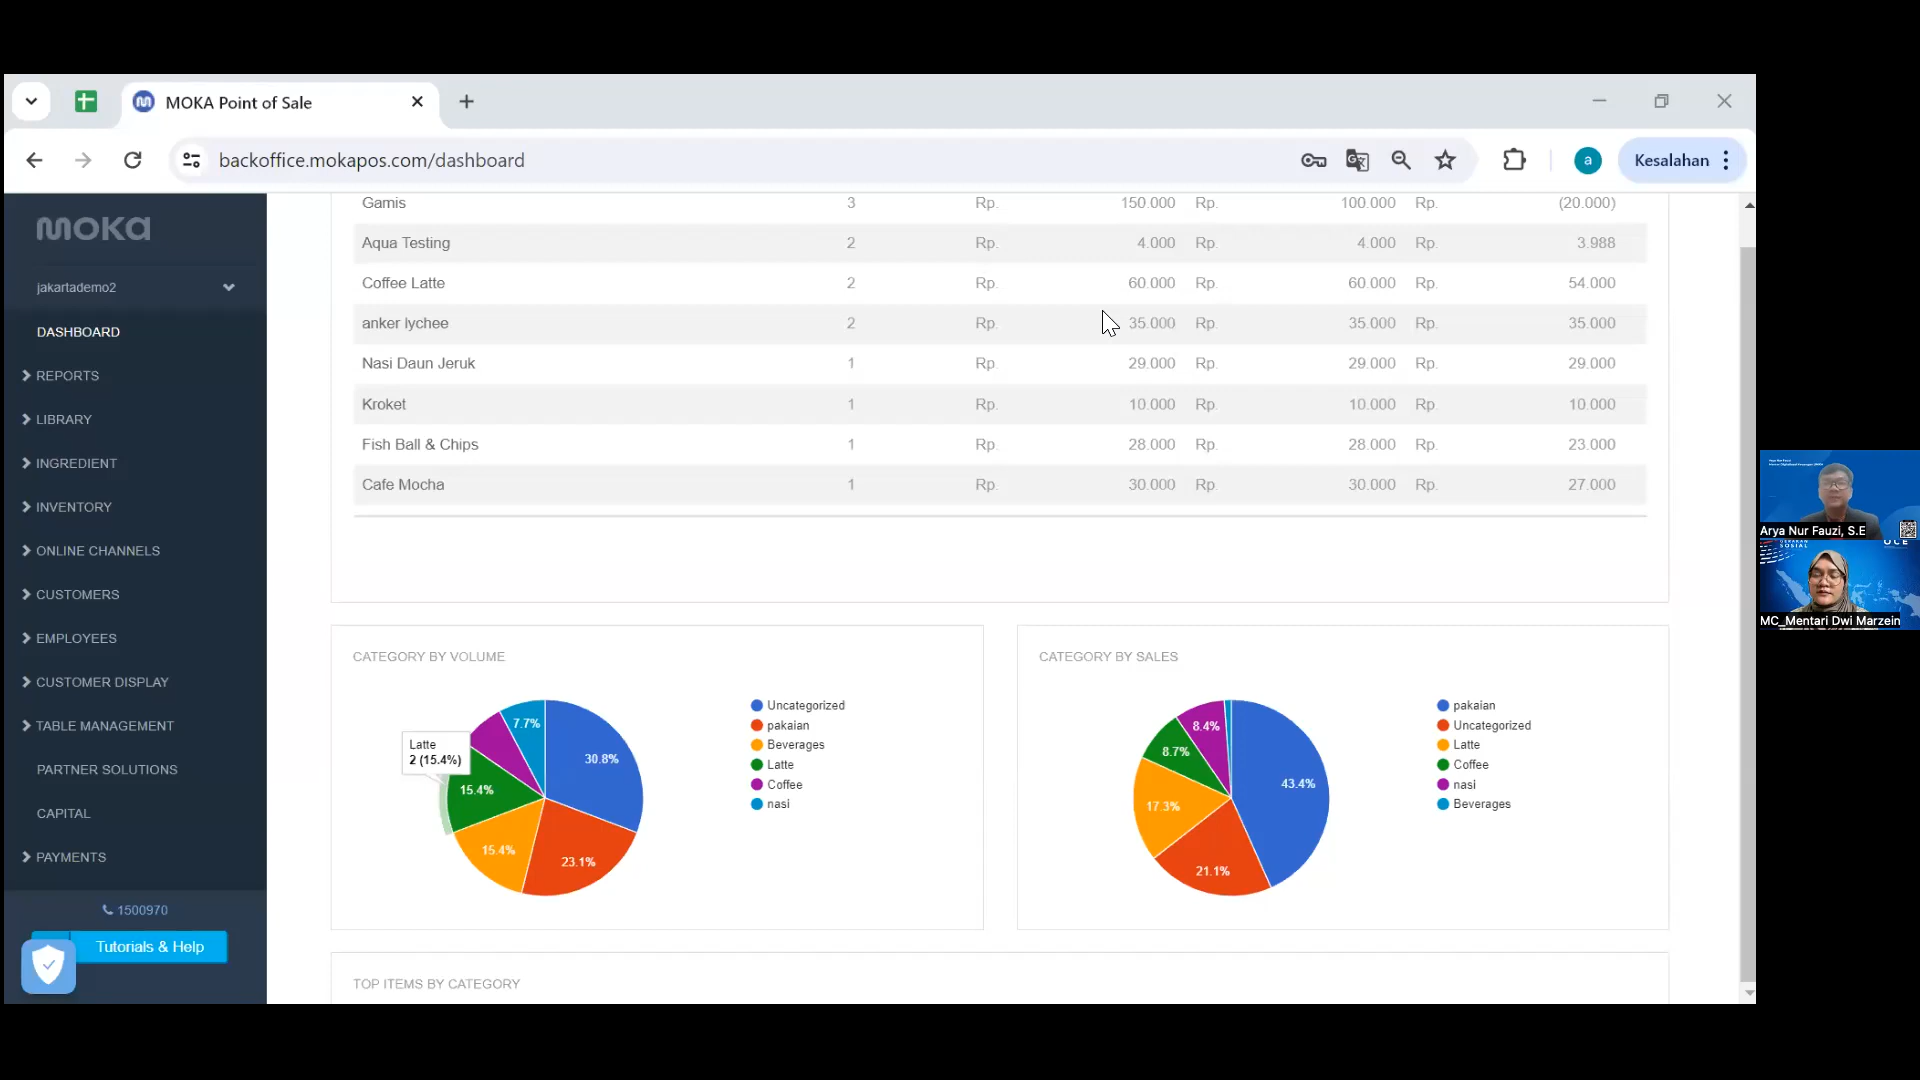 MOKA Point of Sale
backoffice.mokapos.com/dashboard
a
Kesalahan
MOKA
jakartademo2
DASHBOARD
REPORTS
LIBRARY
INGREDIENT
INVENTORY
ONLINE CHANNELS
CUSTOMERS
EMPLOYEES
CUSTOMER DISPLAY
TABLE MANAGEMENT
PARTNER SOLUTIONS
CAPITAL
PAYMENTS
1500970
Tutorials & Help
Gamis 3 Rp. 150.000 Rp. 100.000 Rp. (20.000)
Aqua Testing 2 Rp. 4.000 Rp. 4.000 Rp. 3.988
Coffee Latte 2 Rp. 60.000 Rp. 60.000 Rp. 54.000
anker lychee 2 Rp. 35.000 Rp. 35.000 Rp. 35.000
Nasi Daun Jeruk 1 Rp. 29.000 Rp. 29.000 Rp. 29.000
Kroket 1 Rp. 10.000 Rp. 10.000 Rp. 10.000
Fish Ball & Chips 1 Rp. 28.000 Rp. 28.000 Rp. 23.000
Cafe Mocha 1 Rp. 30.000 Rp. 30.000 Rp. 27.000
CATEGORY BY VOLUME
Latte
2 (15.4%)
7.7%
30.8%
15.4%
15.4%
23.1%
Uncategorized
pakaian
Beverages
Latte
Coffee
nasi
CATEGORY BY SALES
8.4%
8.7%
43.4%
17.3%
21.1%
pakaian
Uncategorized
Latte
Coffee
nasi
Beverages
TOP ITEMS BY CATEGORY
Arya Nur Fauzi, S.E
SOSIAL
OCE
MC_Mentari Dwi Marzein